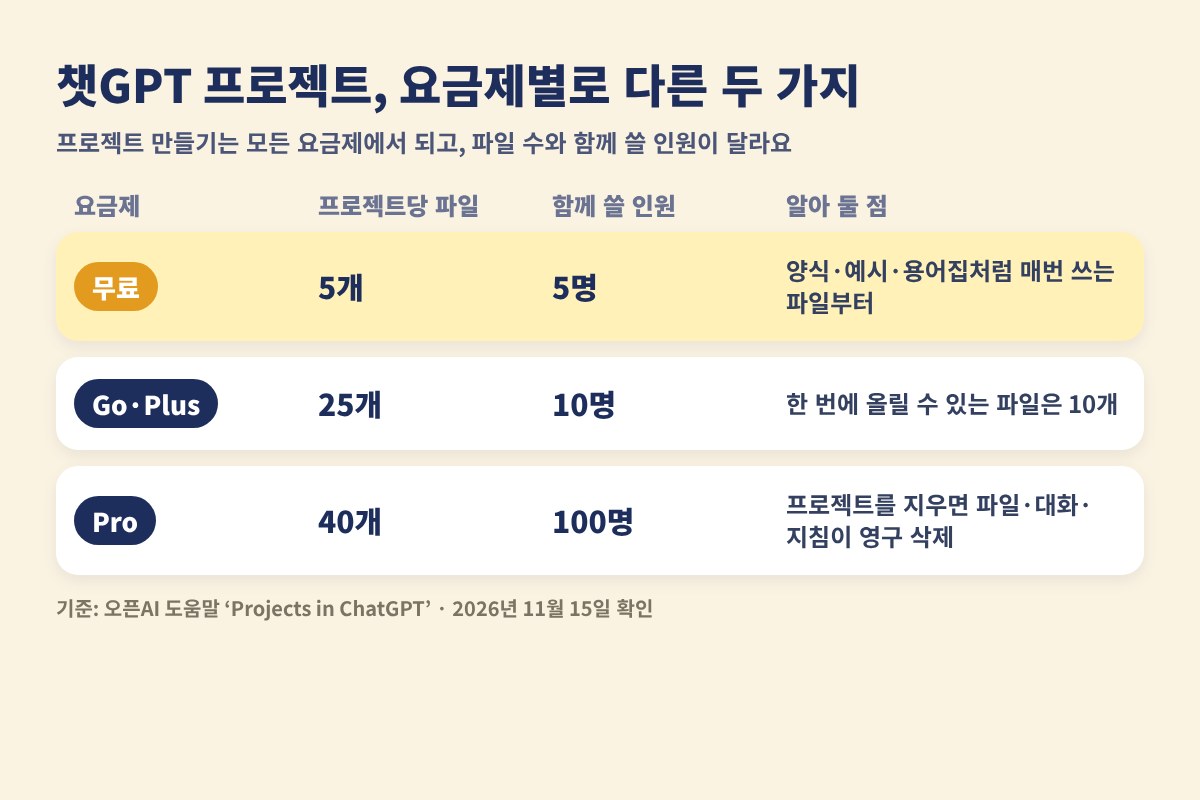 챗GPT 프로젝트, 요금제별로 다른 두 가지
프로젝트 만들기는 모든 요금제에서 되고, 파일 수와 함께 쓸 인원이 달라요
요금제 프로젝트당 파일 함께 쓸 인원 알아 둘 점
무료 5개 5명 양식·예시·용어집처럼 매번 쓰는
파일부터
Go·Plus 25개 10명 한 번에 올릴 수 있는 파일은 10개
Pro 40개 100명 프로젝트를 지우면 파일·대화·
지침이 영구 삭제
기준: 오픈AI 도움말 ‘Projects in ChatGPT’ · 2026년 11월 15일 확인